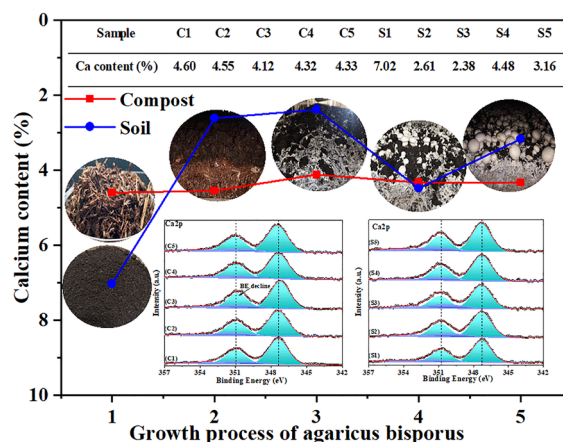 0
Sample C1 C2 C3 C4 C5 S1 S2 S3 S4 S5
Ca content (%) 4.60 4.55 4.12 4.32 4.33 7.02 2.61 2.38 4.48 3.16
2
Compost
Soil
4
6
8
10
Calcium content (%)
Ca2p
(C5)
(C4)
BE decline
(C3)
(C2)
(C1)
Intensity (a.u.)
357 354 351 348 345 342
Binding Energy (eV)
Ca2p
(S5)
(S4)
(S3)
(S2)
(S1)
Intensity (a.u.)
357 354 351 348 345 342
Binding Energy (eV)
1 2 3 4 5
Growth process of agaricus bisporus